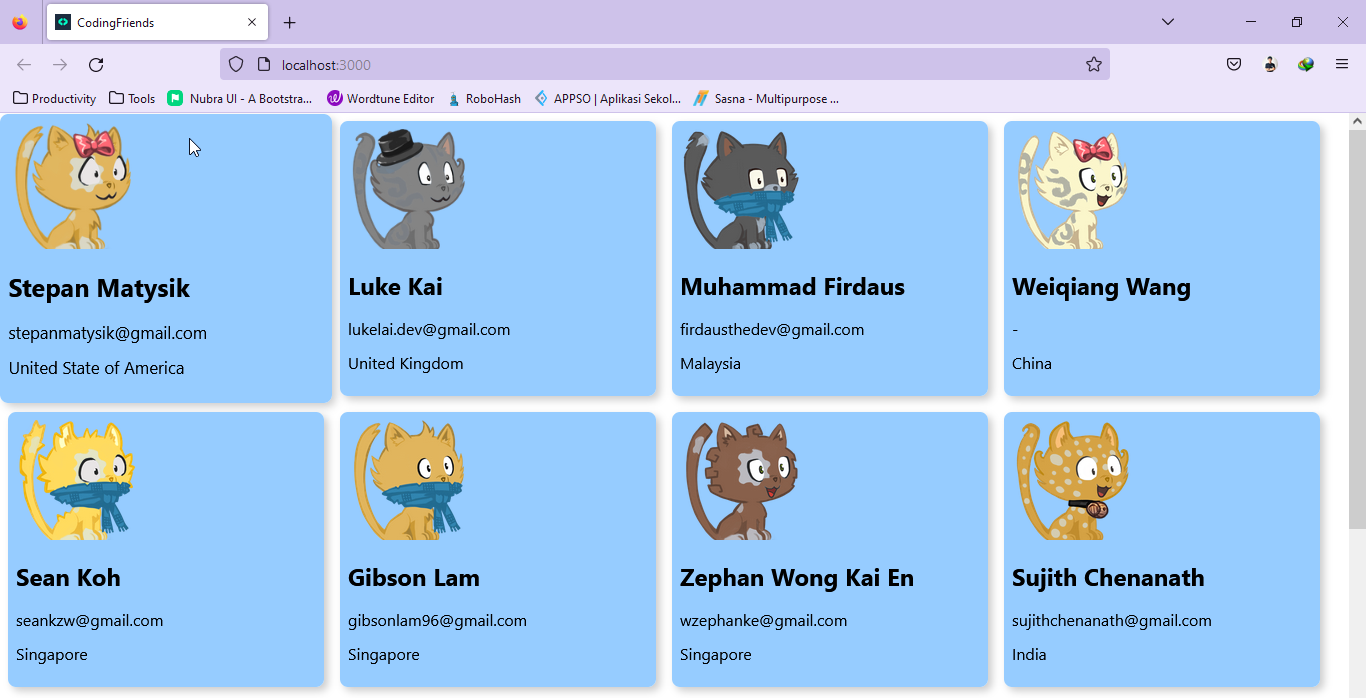 CodingFriends
localhost:3000
Productivity
Tools
Nubra UI - A Bootstra...
Wordtune Editor
RoboHash
APPSO | Aplikasi Sekol...
Sasna - Multipurpose ...
Stepan Matysik
stepanmatysik@gmail.com
United State of America
Luke Kai
lukelai.dev@gmail.com
United Kingdom
Muhammad Firdaus
firdausthedev@gmail.com
Malaysia
Weiqiang Wang
-
China
Sean Koh
seankzw@gmail.com
Singapore
Gibson Lam
gibsonlam96@gmail.com
Singapore
Zephan Wong Kai En
wzephanke@gmail.com
Singapore
Sujith Chenanath
sujithchenanath@gmail.com
India